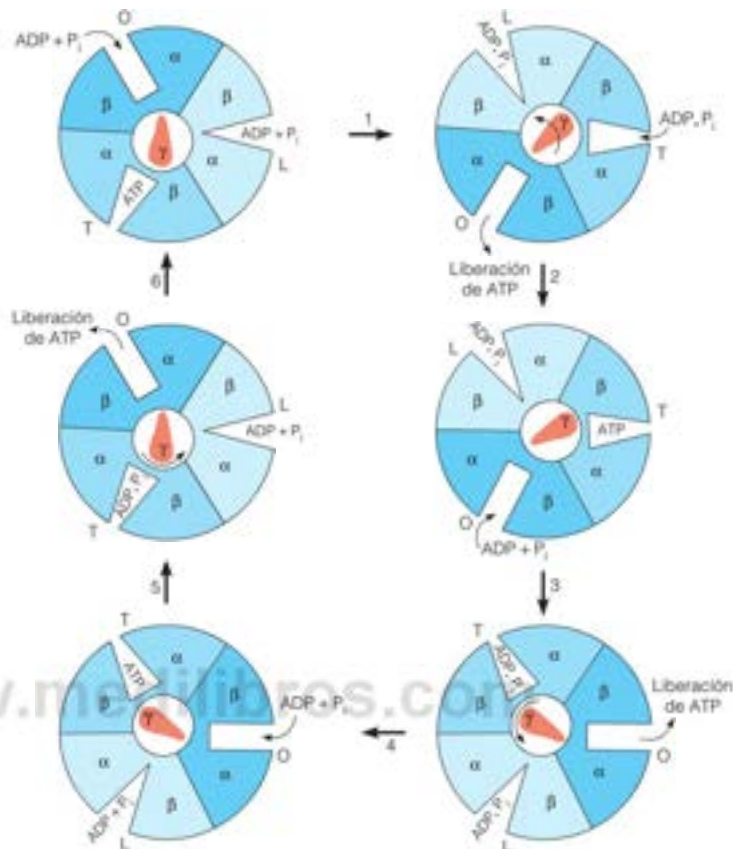 O
ADP + Pi
α
β
β
ADP + Pi
α
γ
α
L
ATP
β
T
1
L
ADP, Pi
α
β
β
γ
ADP, Pi
T
α
α
β
O
Liberación
de ATP
2
6
Liberación
de ATP
O
α
β
β
L
ADP + Pi
α
γ
α
ADP, Pi
β
T
L
ADP, Pi
α
β
β
γ
T
ATP
α
α
β
O
ADP + Pi
3
5
T
ATP
α
β
β
γ
ADP + P
O
α
α
ADP + Pi
β
L
4
T
ADP, Pi
α
β
β
γ
Liberación
de ATP
O
α
α
ADP, Pi
β
L
v.medilibros.com